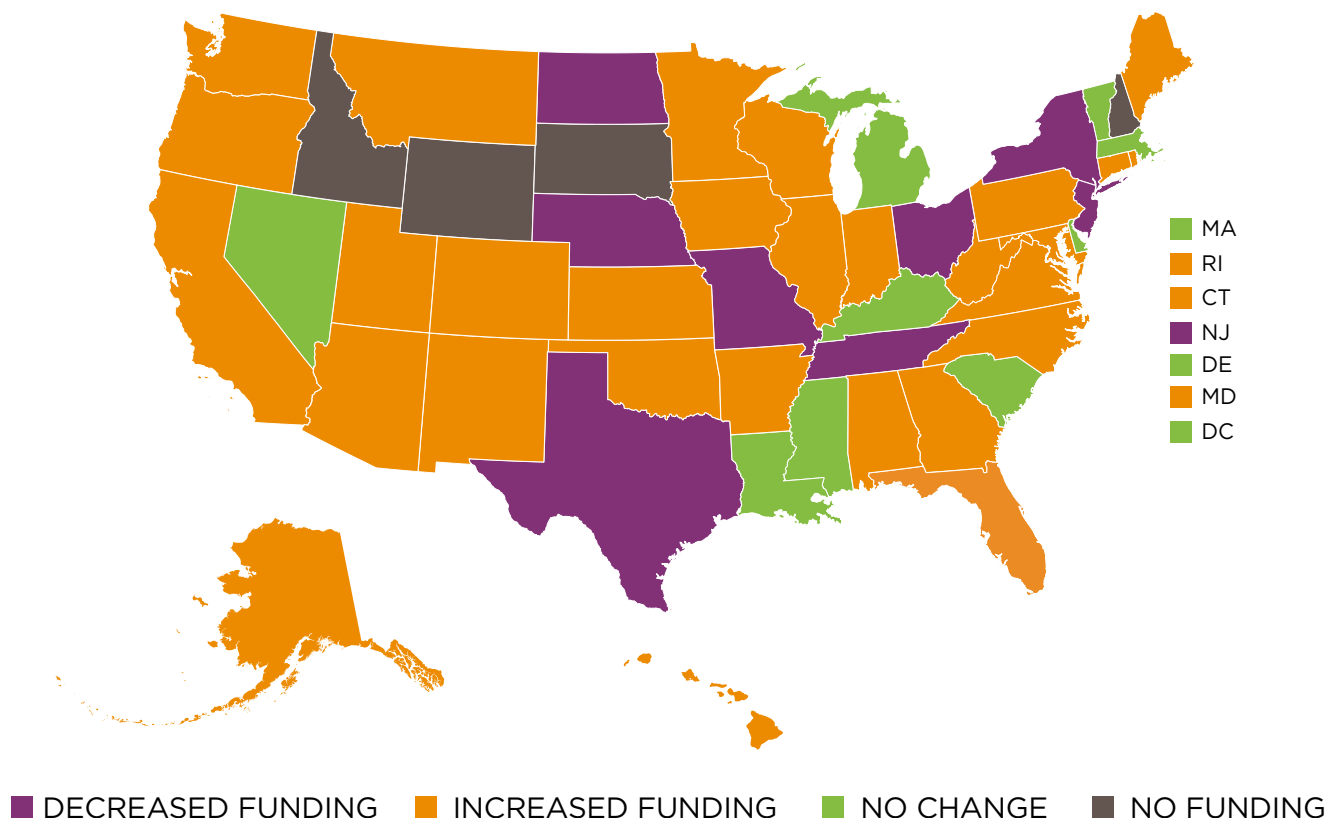 MA
RI
CT
NJ
DE
MD
DC
DECREASED FUNDING INCREASED FUNDING NO CHANGE NO FUNDING